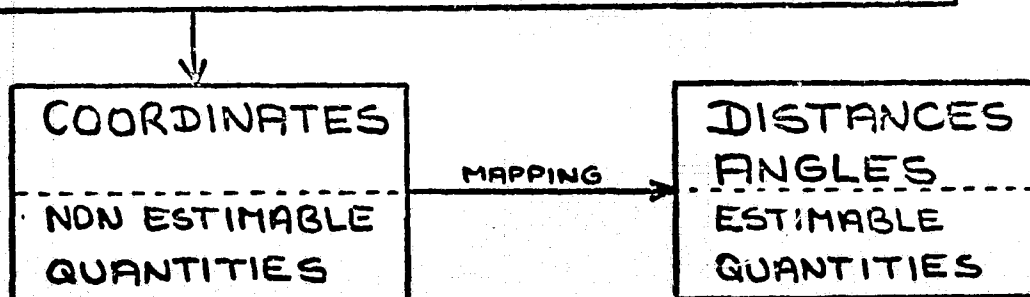 COORDINATES
NON ESTIMABLE
QUANTITIES
MAPPING
DISTANCES
ANGLES
ESTIMABLE
QUANTITIES